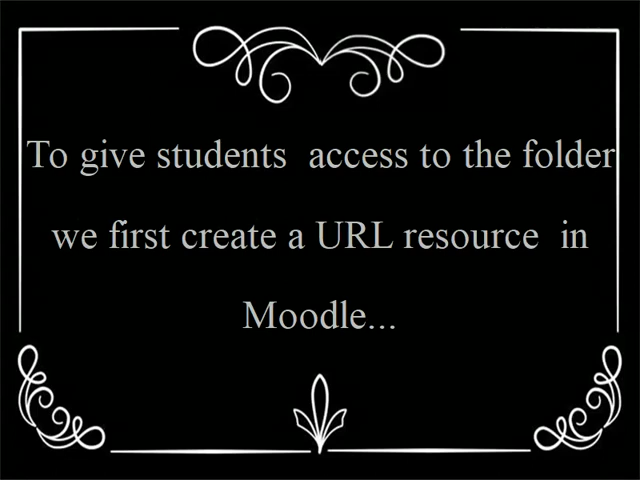 To give students  access to the folder
we first create a URL resource  in
Moodle...